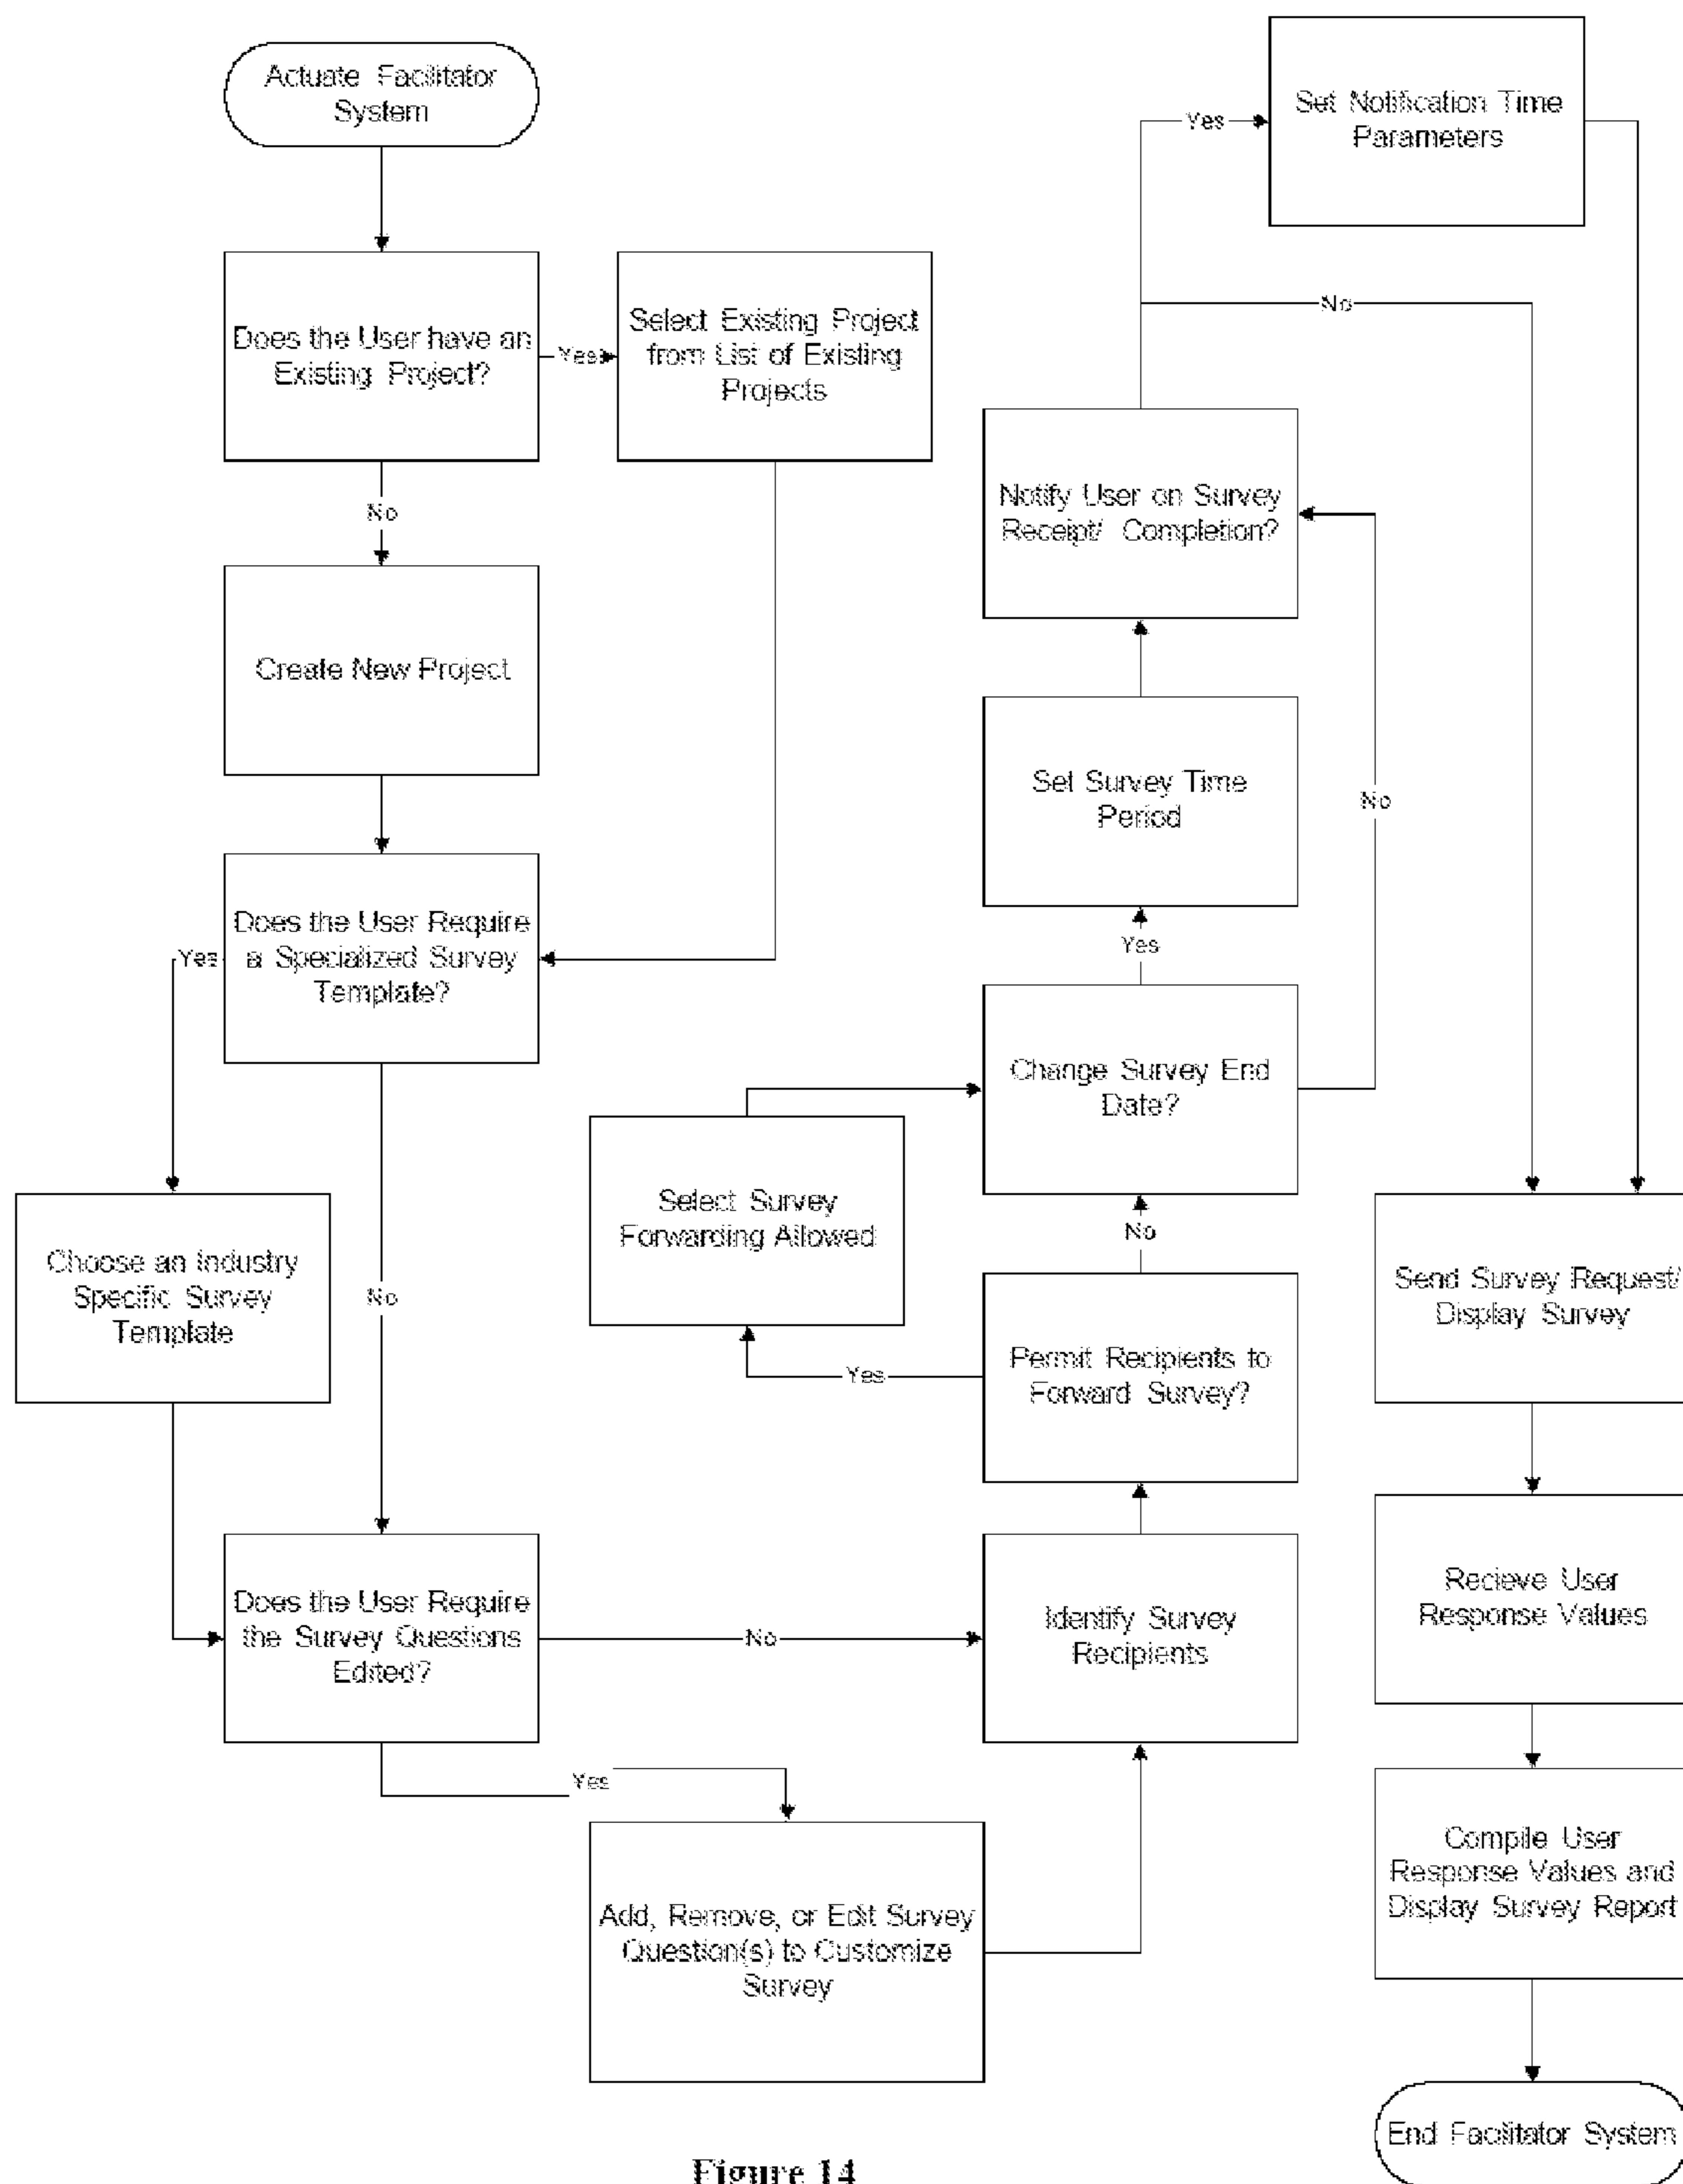 Actuate Facilitator
System
Does the User have an
Existing Project?
Yes
Select Existing Project
from List of Existing
Projects
No
Create New Project
Does the User Require
a Specialized Survey
Template?
Yes
Choose an Industry
Specific Survey
Template
No
Does the User Require
the Survey Questions
Edited?
No
Yes
Add, Remove, or Edit Survey
Question(s) to Customize
Survey
Identify Survey
Recipients
Permit Recipients to
Forward Survey?
Yes
Select Survey
Forwarding Allowed
No
Change Survey End
Date?
Yes
No
Set Survey Time
Period
Notify User on Survey
Receipt/ Completion?
Yes
Set Notification Time
Parameters
No
Send Survey Request/
Display Survey
Recieve User
Response Values
Compile User
Response Values and
Display Survey Report
End Facilitator System
Figure 14